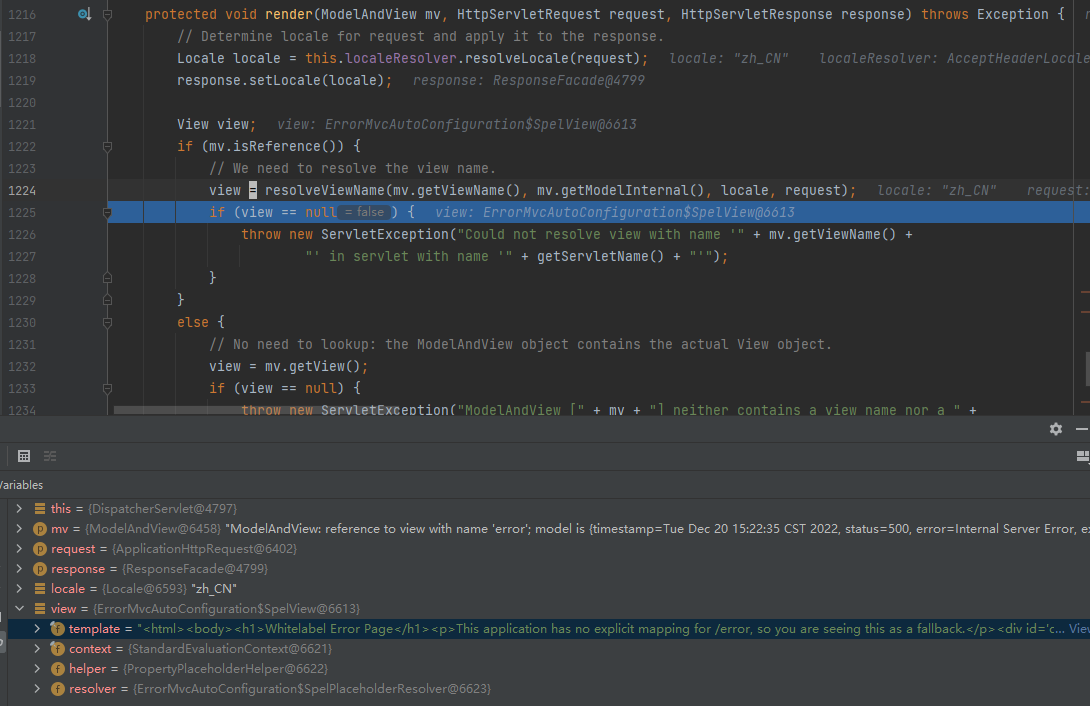 1216 protected void render(ModelAndView mv, HttpServletRequest request, HttpServletResponse response) throws Exception {
1217 // Determine locale for request and apply it to the response.
1218 Locale locale = this.localeResolver.resolveLocale(request); locale: "zh_CN" localeResolver: AcceptHeaderLocale
1219 response.setLocale(locale); response: ResponseFacade@4799
1220
1221 View view; view: ErrorMvcAutoConfiguration$SpelView@6613
1222 if (mv.isReference()) {
1223 // We need to resolve the view name.
1224 view = resolveViewName(mv.getViewName(), mv.getModelInternal(), locale, request); locale: "zh_CN" request:
1225 if (view == null = false ) { view: ErrorMvcAutoConfiguration$SpelView@6613
1226 throw new ServletException("Could not resolve view with name '" + mv.getViewName() +
1227 "' in servlet with name '" + getServletName() + "'");
1228 }
1229 }
1230 else {
1231 // No need to lookup: the ModelAndView object contains the actual View object.
1232 view = mv.getView();
1233 if (view == null) {
1234 throw new ServletException("ModelAndView [" + mv + "] neither contains a view name nor a " +
Variables
this = {DispatcherServlet@4797}
mv = {ModelAndView@6458} "ModelAndView: reference to view with name 'error'; model is {timestamp=Tue Dec 20 15:22:35 CST 2022, status=500, error=Internal Server Error, ex
request = {ApplicationHttpRequest@6402}
response = {ResponseFacade@4799}
locale = {Locale@6593} "zh_CN"
view = {ErrorMvcAutoConfiguration$SpelView@6613}
template = "<html><body><h1>Whitelabel Error Page</h1><p>This application has no explicit mapping for /error, so you are seeing this as a fallback.</p><div id='c... View
context = {StandardEvaluationContext@6621}
helper = {PropertyPlaceholderHelper@6622}
resolver = {ErrorMvcAutoConfiguration$SpelPlaceholderResolver@6623}